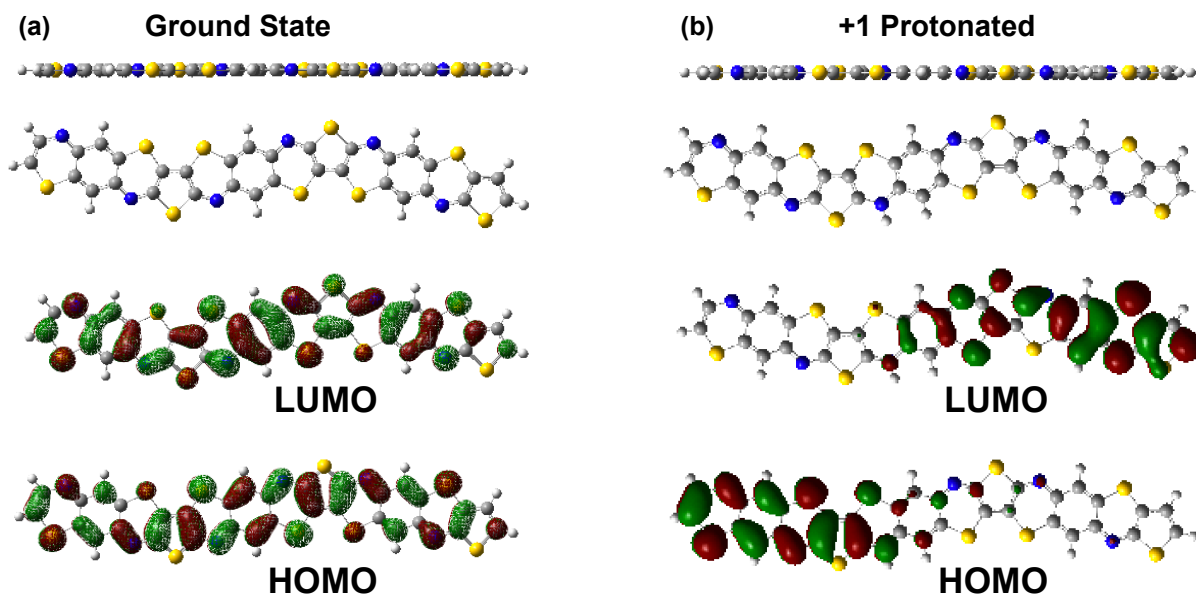 (a) Ground State
(b) +1 Protonated
LUMO
LUMO
HOMO
HOMO